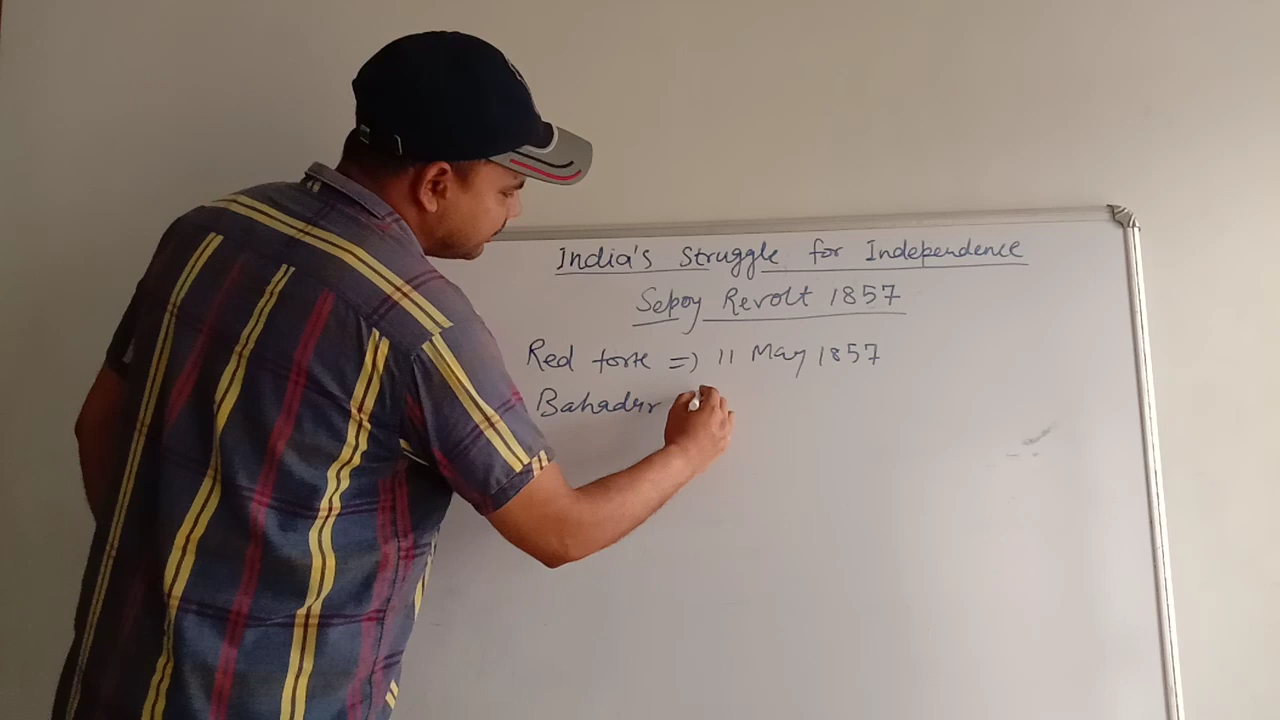 India's Struggle for Independence
Sepoy Revolt 1857
Red forte => 11 May 1857
Bahadur